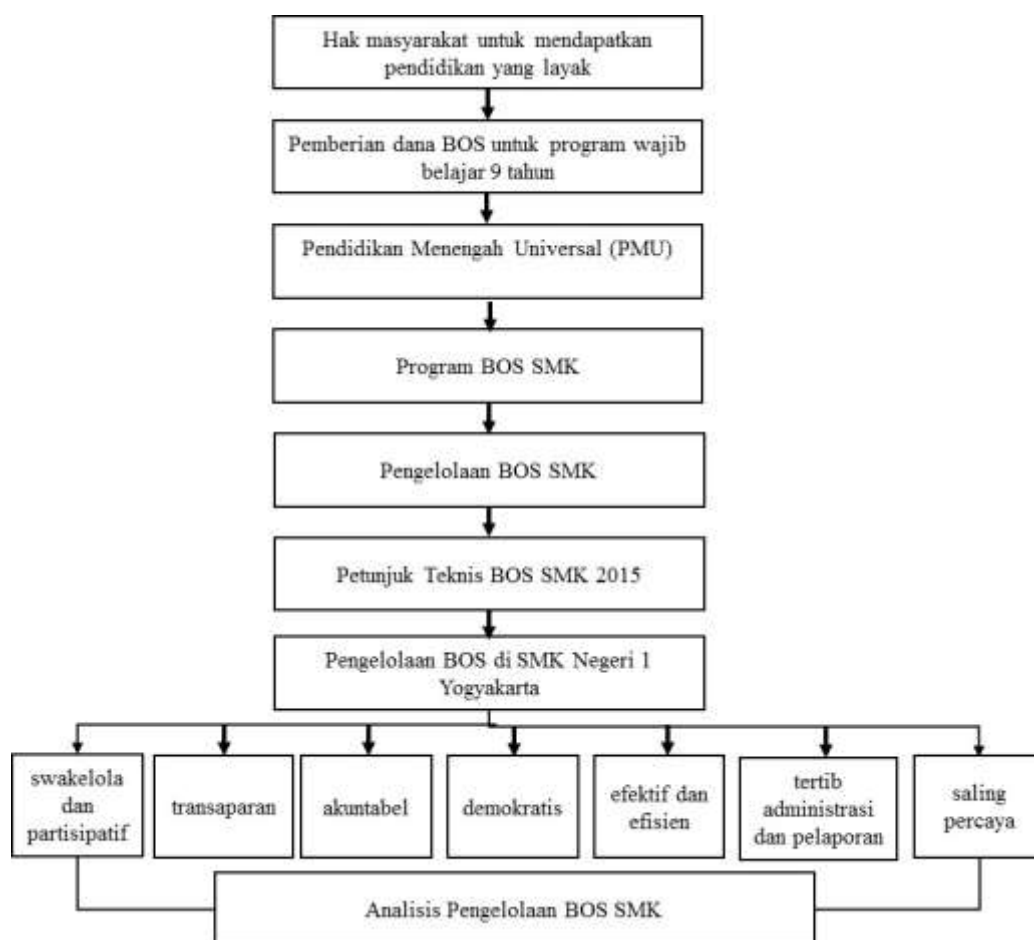 Hak masyarakat untuk mendapatkan
pendidikan yang layak
Pemberian dana BOS untuk program wajib
belajar 9 tahun
Pendidikan Menengah Universal (PMU)
Program BOS SMK
Pengelolaan BOS SMK
Petunjuk Teknis BOS SMK 2015
Pengelolaan BOS di SMK Negeri 1
Yogyakarta
swakelola
dan
partisipatif
transaparan
akuntabel
demokratis
efektif dan
efisien
tertib
administrasi
dan pelaporan
saling
percaya
Analisis Pengelolaan BOS SMK